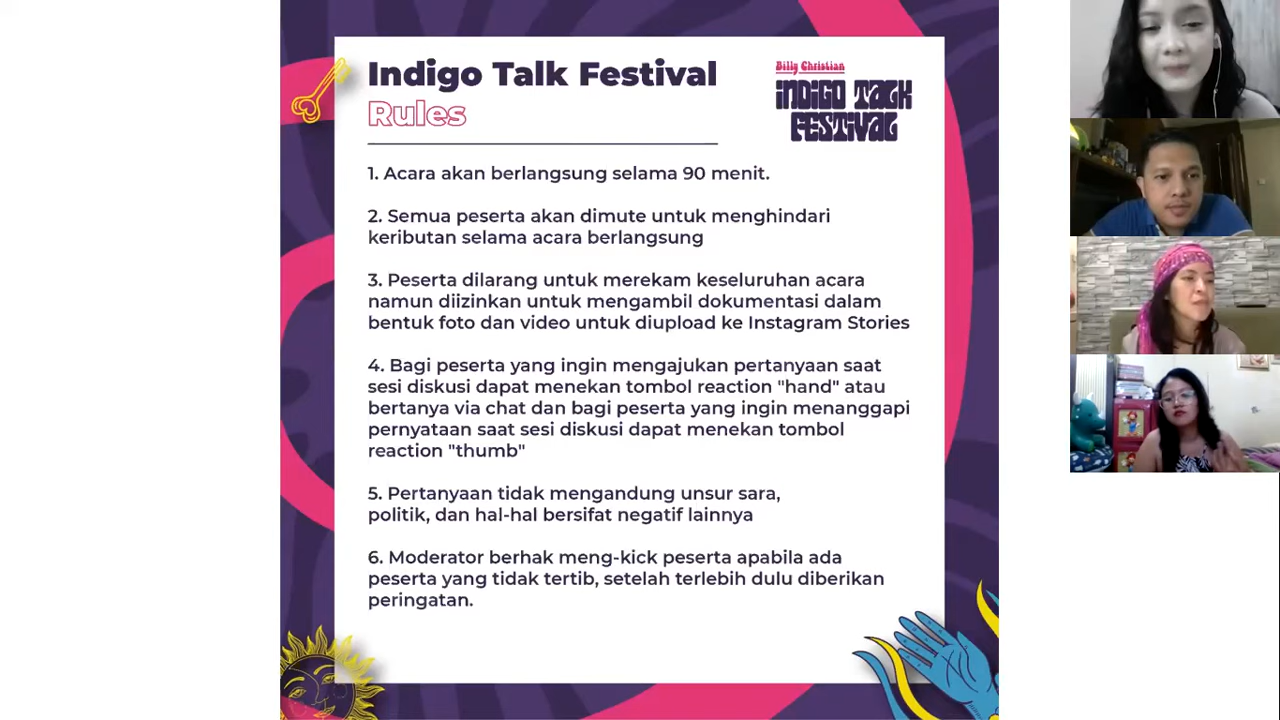 Indigo Talk Festival
Rules
Billy Christian
INDIGO TALK
FESTIVAL
1. Acara akan berlangsung selama 90 menit.
2. Semua peserta akan dimute untuk menghindari
keributan selama acara berlangsung
3. Peserta dilarang untuk merekam keseluruhan acara
namun diizinkan untuk mengambil dokumentasi dalam
bentuk foto dan video untuk diupload ke Instagram Stories
4. Bagi peserta yang ingin mengajukan pertanyaan saat
sesi diskusi dapat menekan tombol reaction "hand" atau
bertanya via chat dan bagi peserta yang ingin menanggapi
pernyataan saat sesi diskusi dapat menekan tombol
reaction "thumb"
5. Pertanyaan tidak mengandung unsur sara,
politik, dan hal-hal bersifat negatif lainnya
6. Moderator berhak meng-kick peserta apabila ada
peserta yang tidak tertib, setelah terlebih dulu diberikan
peringatan.